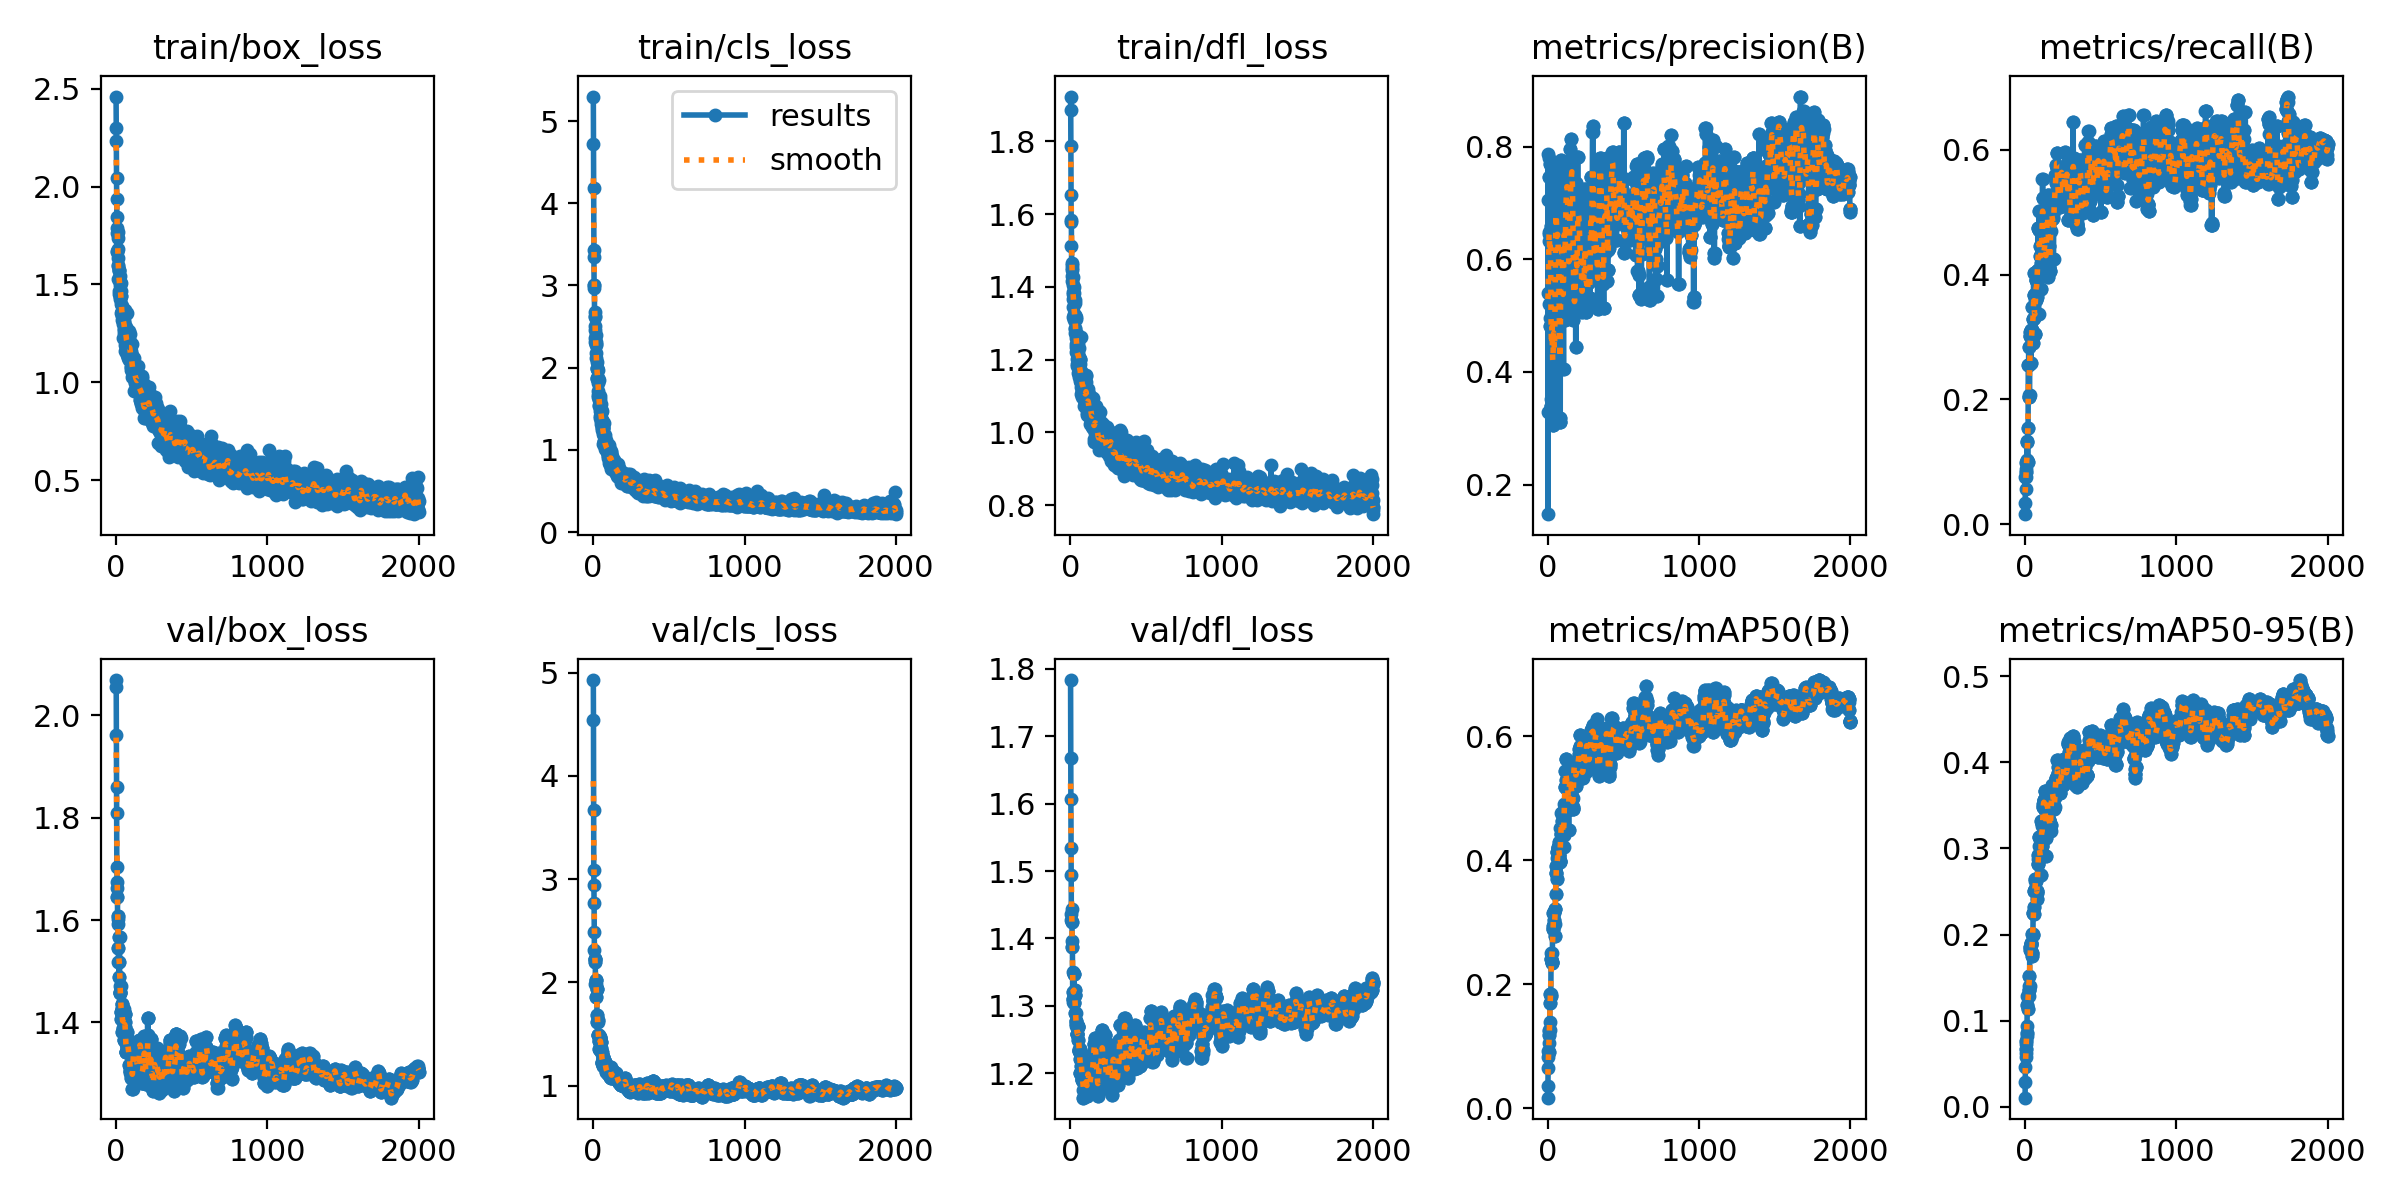 train/box_loss
2.5
2.0
1.5
1.0
0.5
0 1000 2000
train/cls_loss
results
smooth
5
4
3
2
1
0
0 1000 2000
train/dfl_loss
1.8
1.6
1.4
1.2
1.0
0.8
0 1000 2000
metrics/precision(B)
0.8
0.6
0.4
0.2
0 1000 2000
metrics/recall(B)
0.6
0.4
0.2
0.0
0 1000 2000
val/box_loss
2.0
1.8
1.6
1.4
0 1000 2000
val/cls_loss
5
4
3
2
1
0 1000 2000
val/dfl_loss
1.8
1.7
1.6
1.5
1.4
1.3
1.2
0 1000 2000
metrics/mAP50(B)
0.6
0.4
0.2
0.0
0 1000 2000
metrics/mAP50-95(B)
0.5
0.4
0.3
0.2
0.1
0.0
0 1000 2000